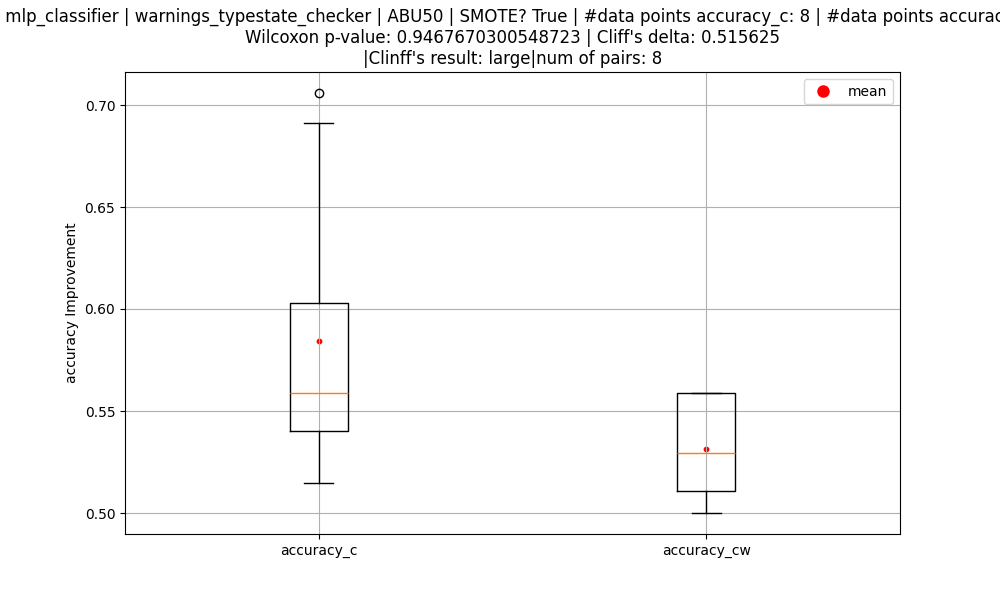 mlp_classifier | warnings_typestate_checker | ABU50 | SMOTE? True | #data points accuracy_c: 8 | #data points
Wilcoxon p-value: 0.9467670300548723 | Cliff's delta: 0.515625
|Clinff's result: large|num of pairs: 8
mean
0.70
0.65
0.60
0.55
0.50
accuracy Improvement
accuracy_c
accuracy_cw